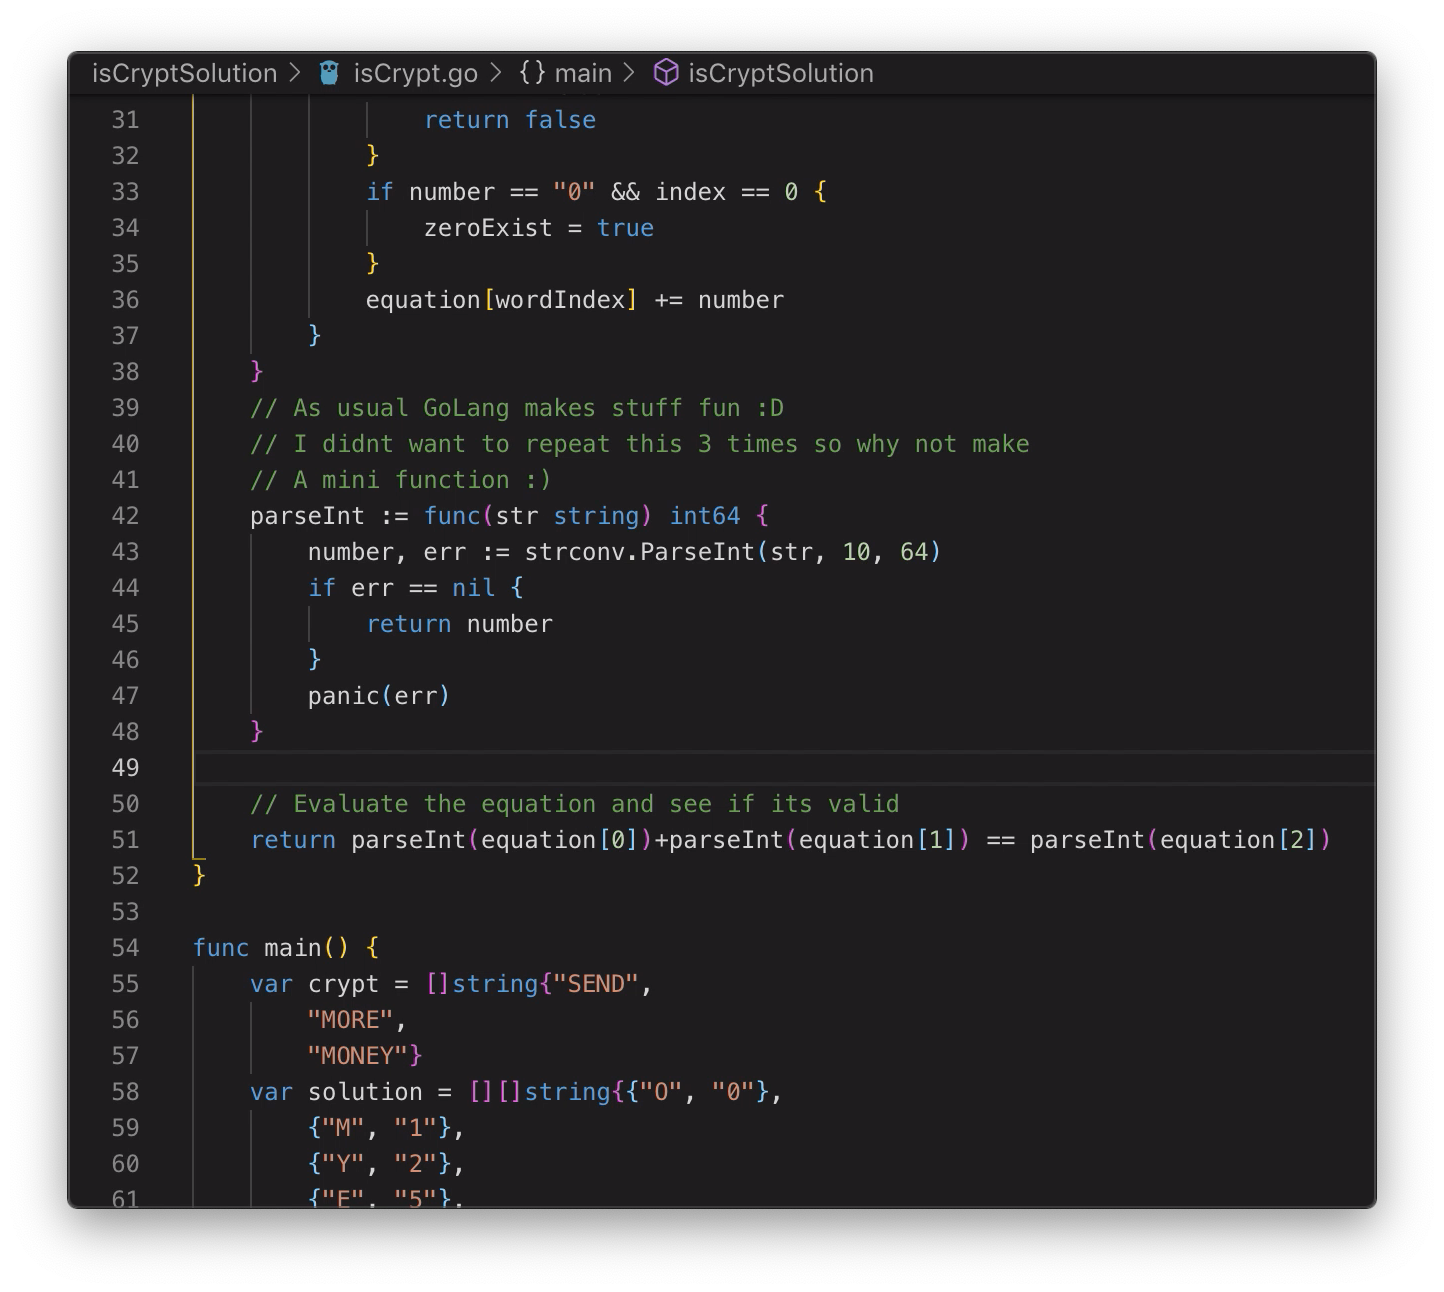 isCryptSolution > isCrypt.go > {} main > isCryptSolution
31 return false
32 }
33 if number == "0" && index == 0 {
34 zeroExist = true
35 }
36 equation[wordIndex] += number
37 }
38 }
39 // As usual GoLang makes stuff fun :D
40 // I didnt want to repeat this 3 times so why not make
41 // A mini function :)
42 parseInt := func(str string) int64 {
43 number, err := strconv.ParseInt(str, 10, 64)
44 if err == nil {
45 return number
46 }
47 panic(err)
48 }
49
50 // Evaluate the equation and see if its valid
51 return parseInt(equation[0])+parseInt(equation[1]) == parseInt(equation[2])
52 }
53
54 func main() {
55 var crypt = []string{"SEND",
56 "MORE",
57 "MONEY"}
58 var solution = [][]string{{"O", "0"},
59 {"M", "1"},
60 {"Y", "2"},
61 {"E", "5"},